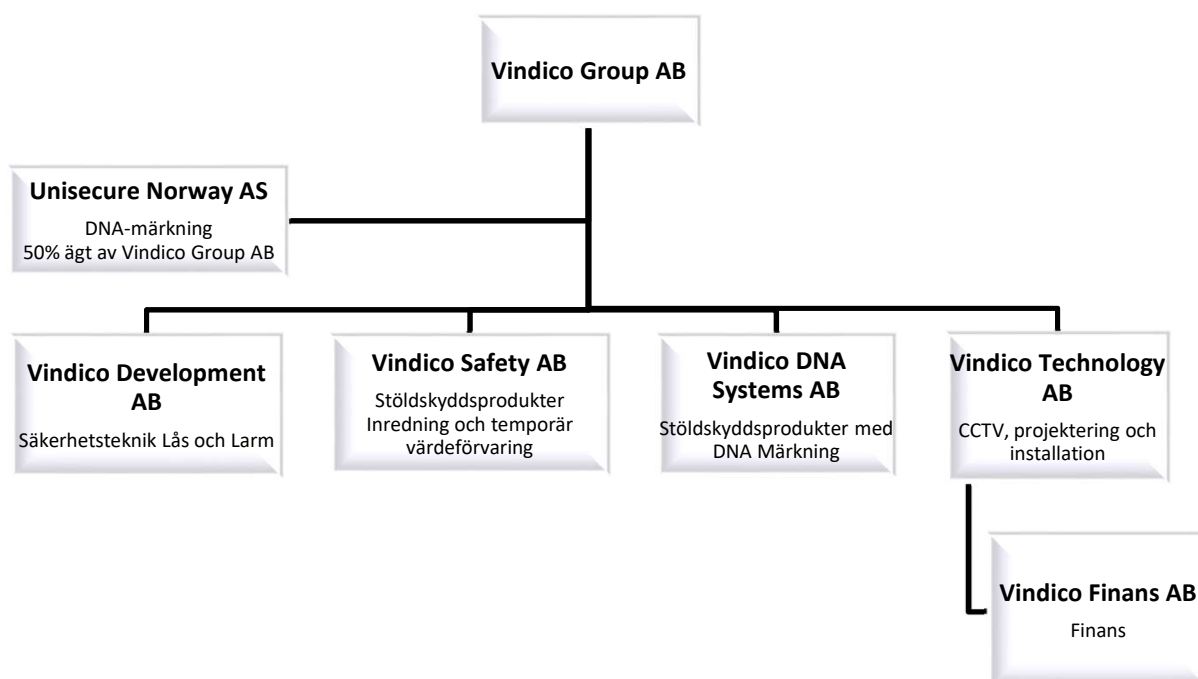 Vindico Group AB
Unisecure Norway AS
DNA-märkning
50% ägt av Vindico Group AB
Vindico Development
AB
Säkerhetsteknik Lås och Larm
Vindico Safety AB
Stöldskyddsprodukter
Inredning och temporär
värdeförvaring
Vindico DNA
Systems AB
Stöldskyddsprodukter med
DNA Märkning
Vindico Technology
AB
CCTV, projektering och
installation
Vindico Finans AB
Finans